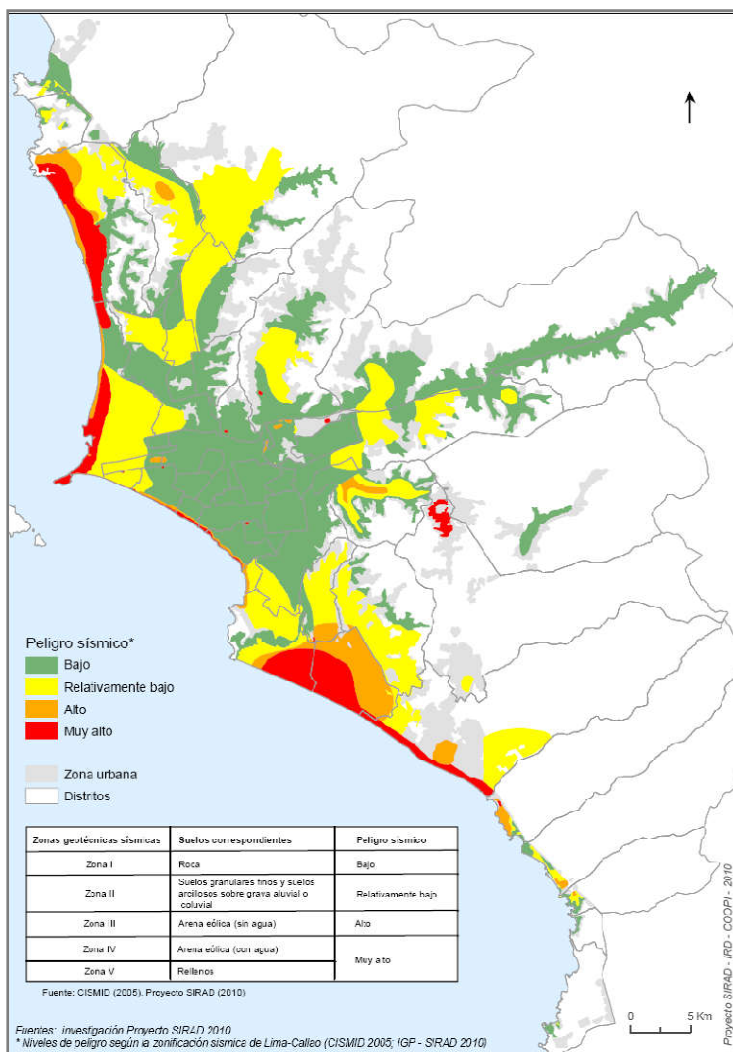 Peligro sísmico*
Bajo
Relativamente bajo
Alto
Muy alto
Zona urbana
Distritos
Zonas geotécnicas sísmicas Suelos correspondientes Peligro sísmico
Zona I Roca Bajo
Zona II Suelos granulares finos y suelos arcillosos sobre grava aluvial o coluvial Relativamente bajo
Zona III Arena eólica (sin agua) Alto
Zona IV Arena eólica (con agua) Muy alto
Zona V Rellenos
Fuente: CISMID (2005). Proyecto SIRAD (2010)
Fuentes: investigación Proyecto SIRAD 2010
* Niveles de peligro según la zonificación sísmica de Lima-Callao (CISMID 2005; IGP - SIRAD 2010)
0 5 Km
Proyecto SIRAD - IRD - COOPI - 2010